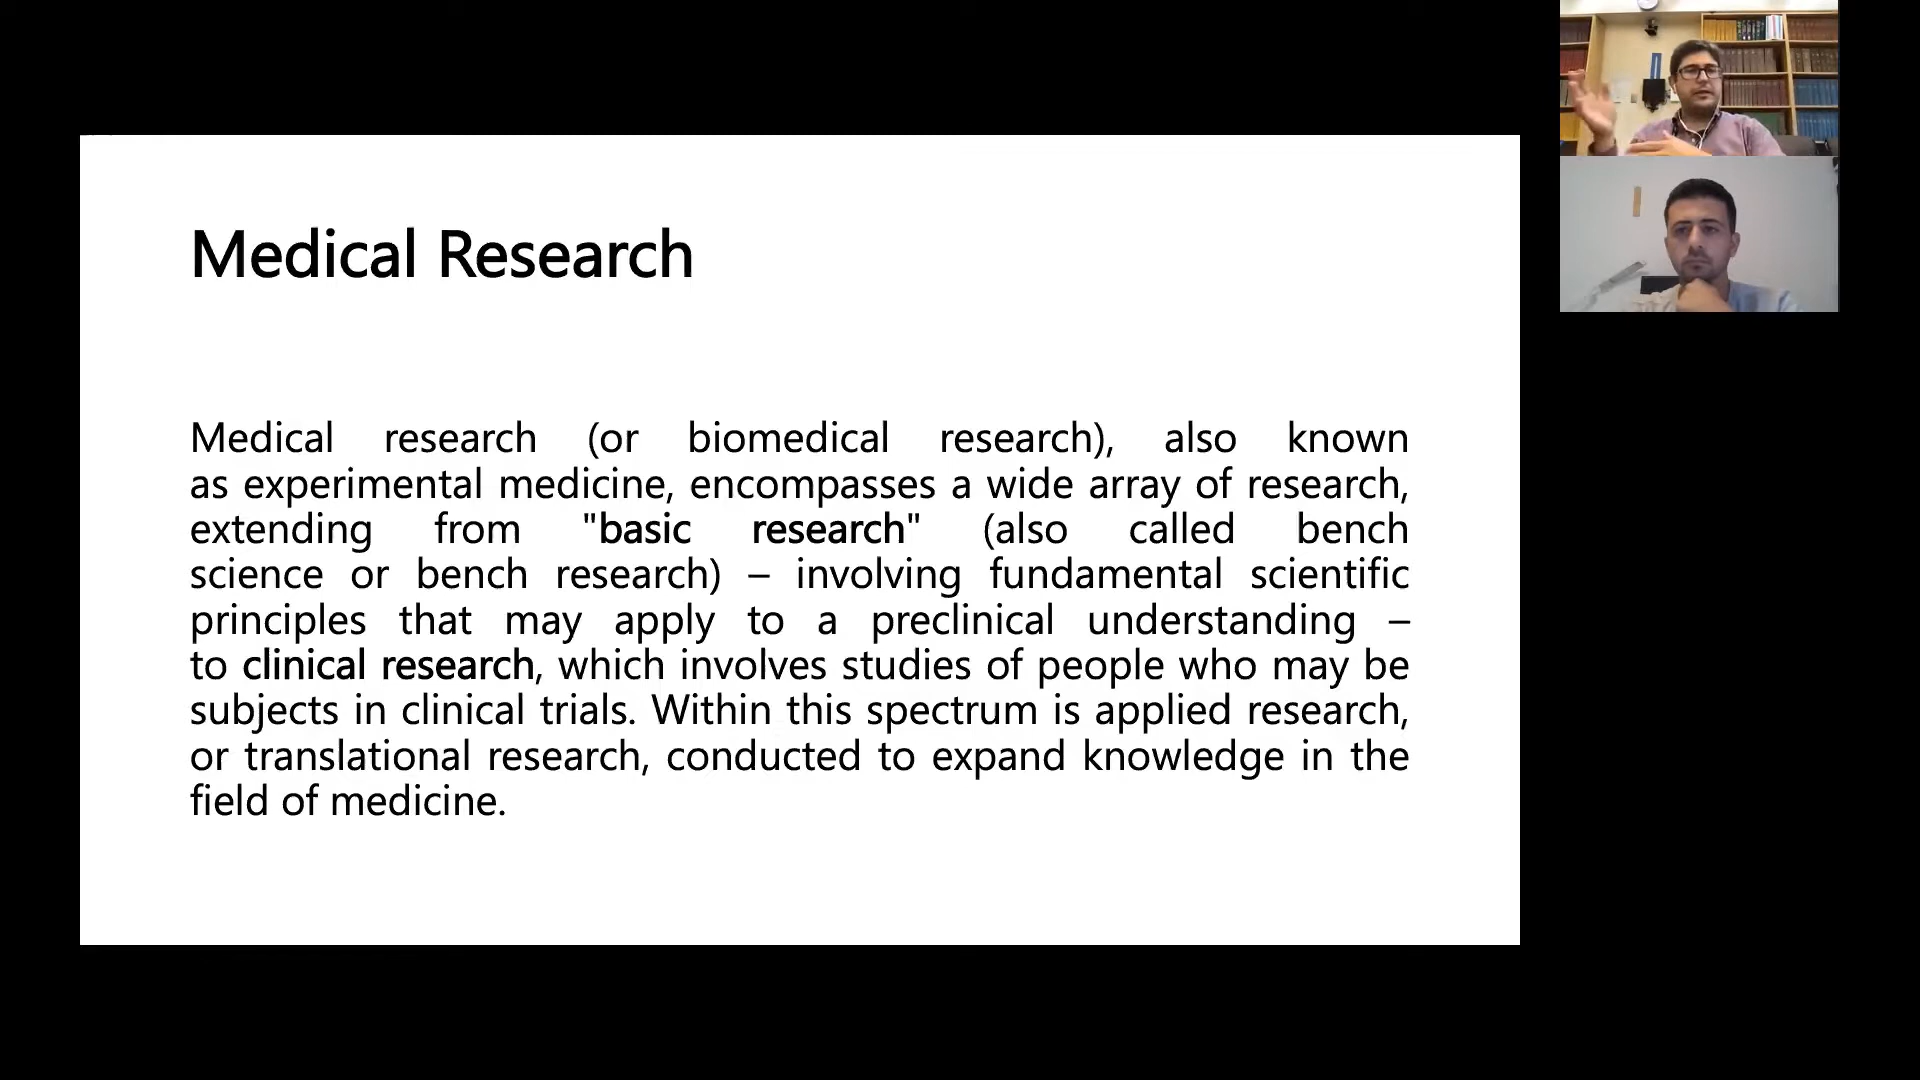 Medical Research
Medical research (or biomedical research), also known
as experimental medicine, encompasses a wide array of research,
extending from "basic research" (also called bench
science or bench research) – involving fundamental scientific
principles that may apply to a preclinical understanding –
to clinical research, which involves studies of people who may be
subjects in clinical trials. Within this spectrum is applied research,
or translational research, conducted to expand knowledge in the
field of medicine.